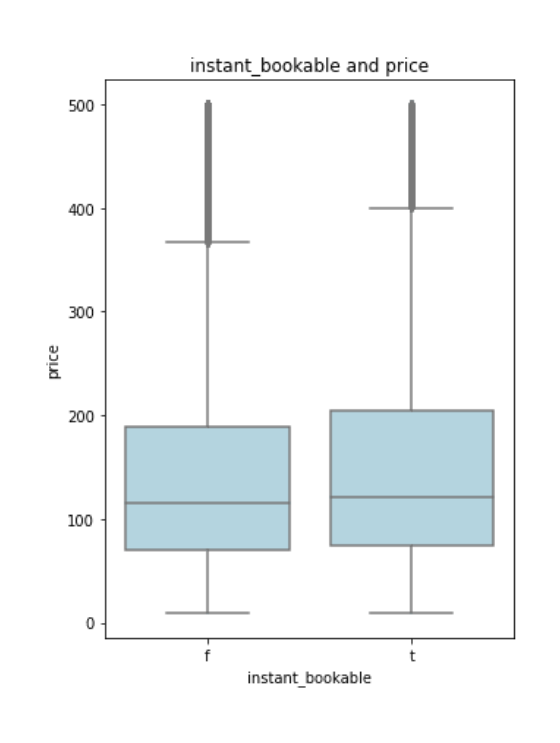 instant_bookable and price
500
400
300
200
100
0
price
f
t
instant_bookable